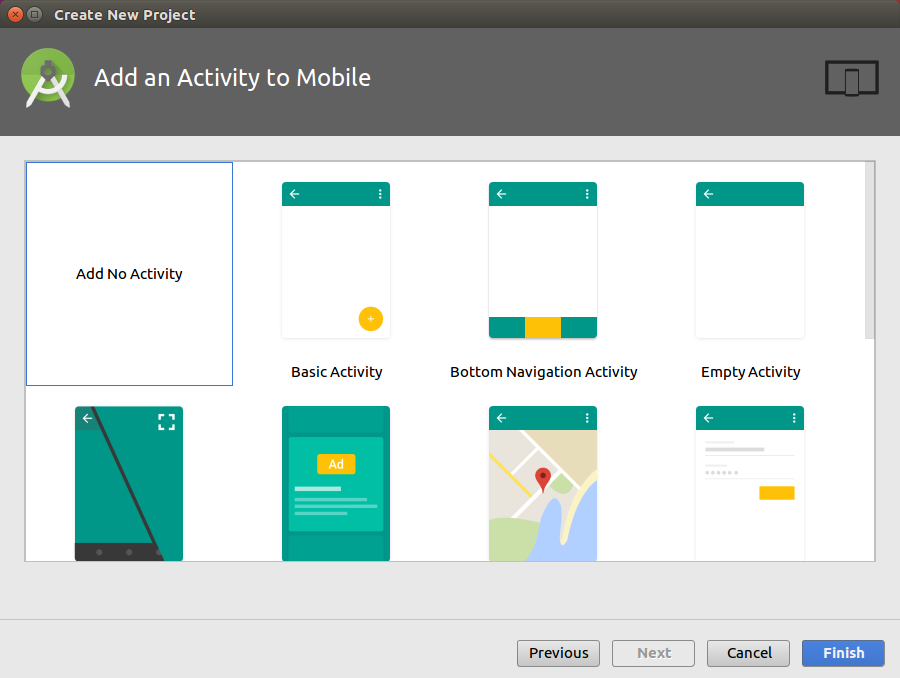 Create New Project
Add an Activity to Mobile
Add No Activity
Basic Activity
Bottom Navigation Activity
Empty Activity
Ad
Previous
Next
Cancel
Finish